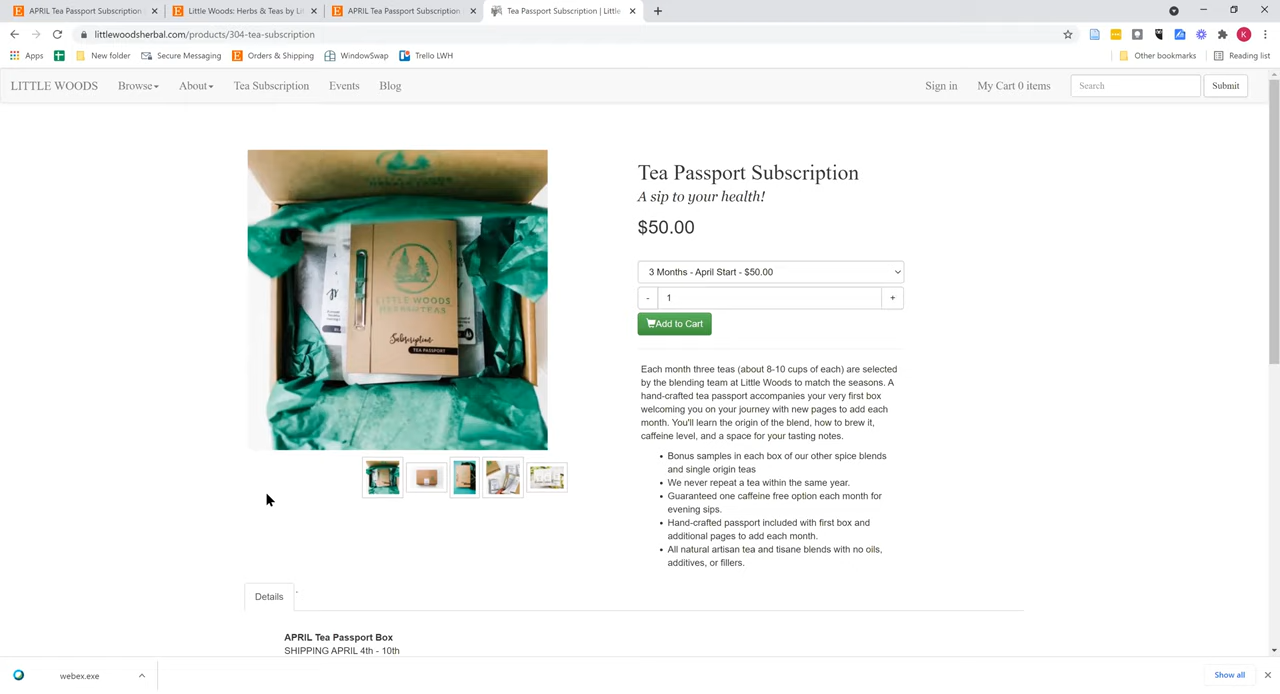 APRIL Tea Passport Subscription
Little Woods: Herbs & Teas by Li
APRIL Tea Passport Subscription
Tea Passport Subscription | Little
littlewoodsherbal.com/products/304-tea-subscription
K
Apps
New folder
Secure Messaging
Orders & Shipping
WindowSwap
Trello LWH
Other bookmarks
Reading list
LITTLE WOODS
Browse
About
Tea Subscription
Events
Blog
Sign in
My Cart 0 items
Search
Submit
LITTLE WOODS
HERBS&TEAS
Subscription
TEA PASSPORT
Tea Passport Subscription
A sip to your health!
$50.00
3 Months - April Start - $50.00
- 1 +
Add to Cart
Each month three teas (about 8-10 cups of each) are selected
by the blending team at Little Woods to match the seasons. A
hand-crafted tea passport accompanies your very first box
welcoming you on your journey with new pages to add each
month. You'll learn the origin of the blend, how to brew it,
caffeine level, and a space for your tasting notes.
• Bonus samples in each box of our other spice blends
and single origin teas
• We never repeat a tea within the same year.
• Guaranteed one caffeine free option each month for
evening sips.
• Hand-crafted passport included with first box and
additional pages to add each month.
• All natural artisan tea and tisane blends with no oils,
additives, or fillers.
Details
APRIL Tea Passport Box
SHIPPING APRIL 4th - 10th
webex.exe
Show all